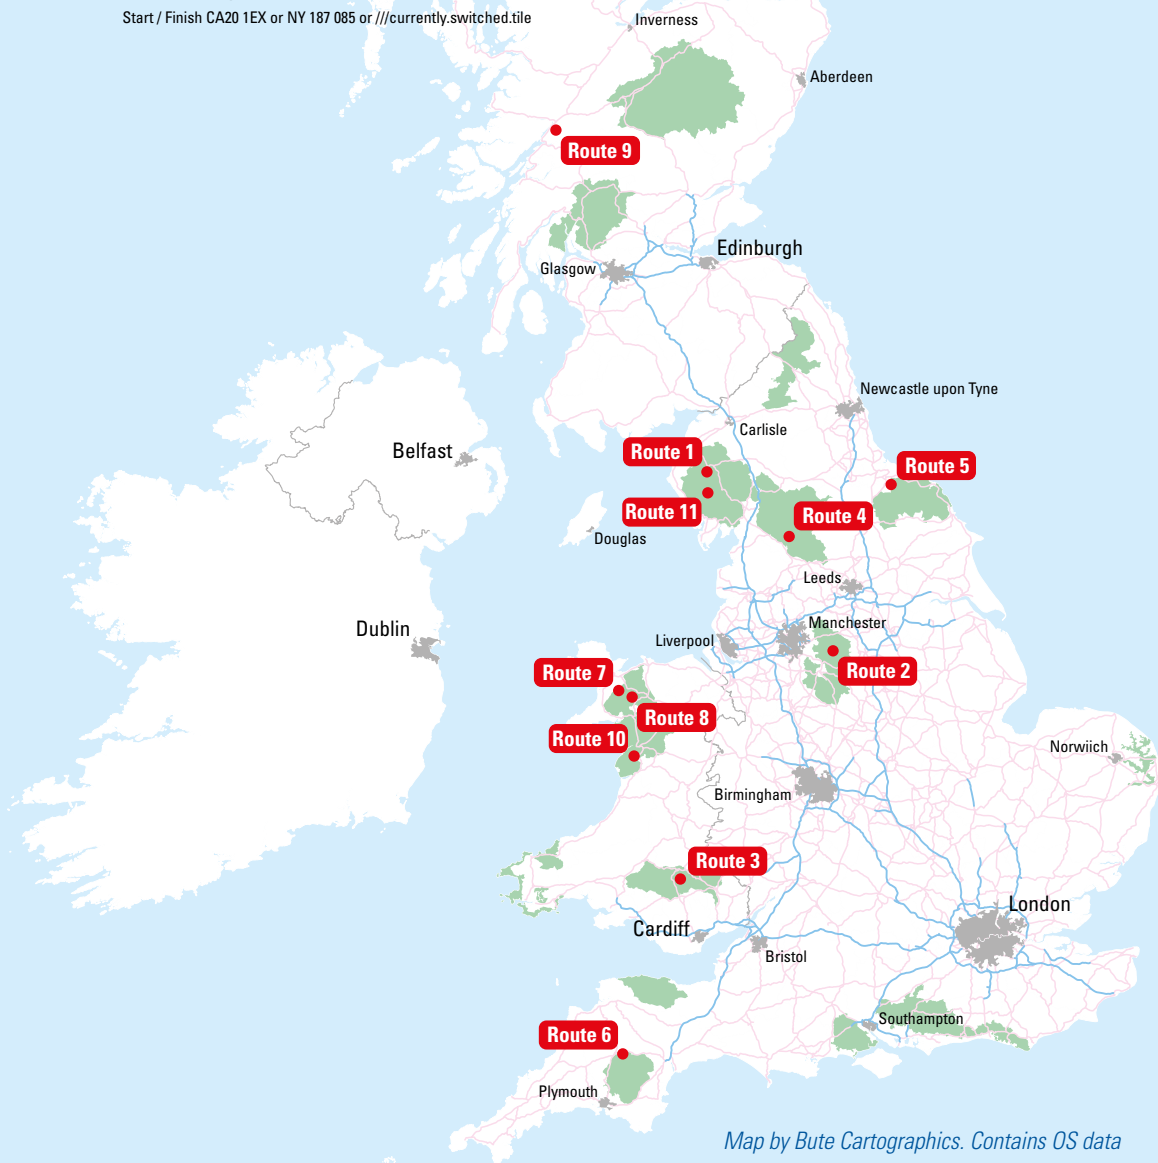 Start / Finish CA20 1EX or NY 187 085 or ///currently.switched.tile
Inverness
Aberdeen
Route 9
Edinburgh
Glasgow
Newcastle upon Tyne
Carlisle
Belfast
Route 1
Route 5
Route 11
Route 4
Douglas
Leeds
Manchester
Dublin
Liverpool
Route 7
Route 2
Route 8
Route 10
Norwiich
Birmingham
Route 3
London
Cardiff
Bristol
Southampton
Route 6
Plymouth
Map by Bute Cartographics. Contains OS data